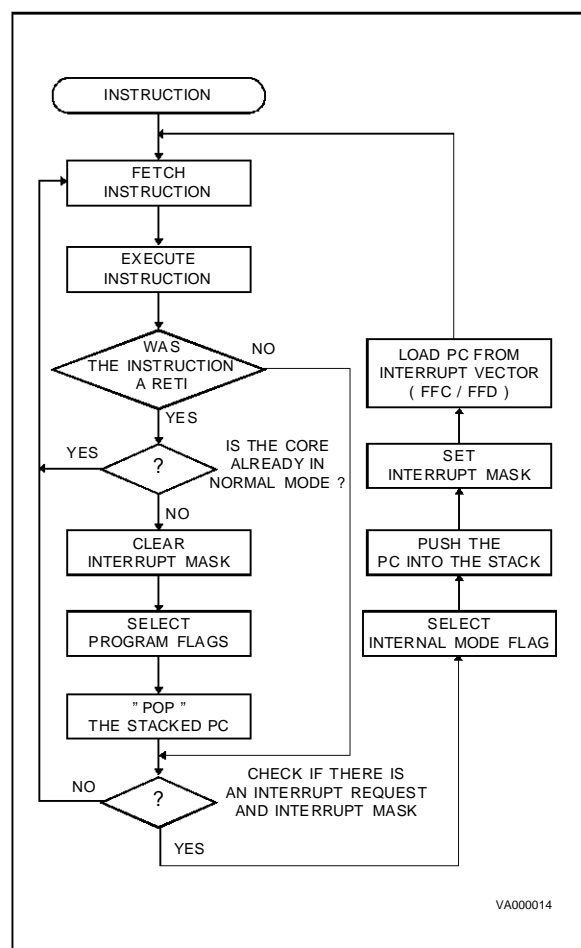 INSTRUCTION
FETCH
INSTRUCTION
EXECUTE
INSTRUCTION
WAS
THE INSTRUCTION
A RETI
NO
YES
?
YES
IS THE CORE
ALREADY IN
NORMAL MODE ?
NO
CLEAR
INTERRUPT MASK
SELECT
PROGRAM FLAGS
" POP "
THE STACKED PC
?
NO
CHECK IF THERE IS
AN INTERRUPT REQUEST
AND INTERRUPT MASK
YES
SELECT
INTERNAL MODE FLAG
PUSH THE
PC INTO THE STACK
SET
INTERRUPT MASK
LOAD PC FROM
INTERRUPT VECTOR
( FFC / FFD )
VA000014